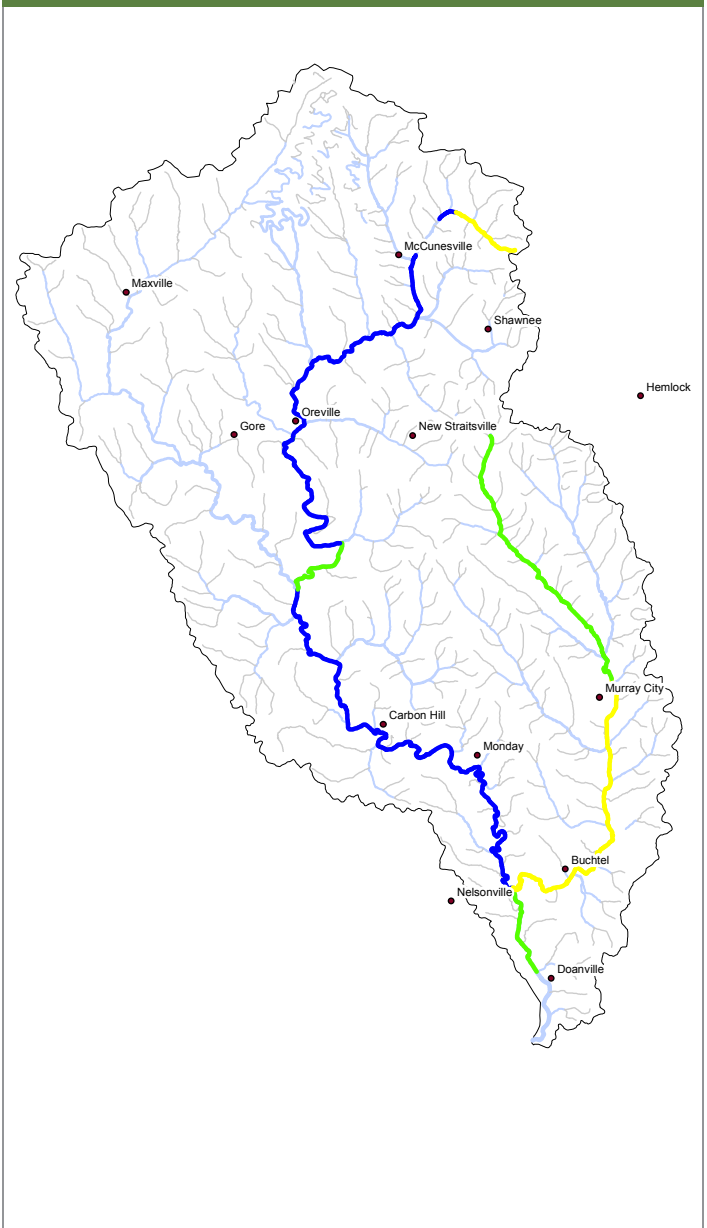 McCunesville
Maxville
Shawnee
Hemlock
Oreville
Gore
New Straitsville
Murray City
Carbon Hill
Monday
Buchtel
Nelsonville
Doanville